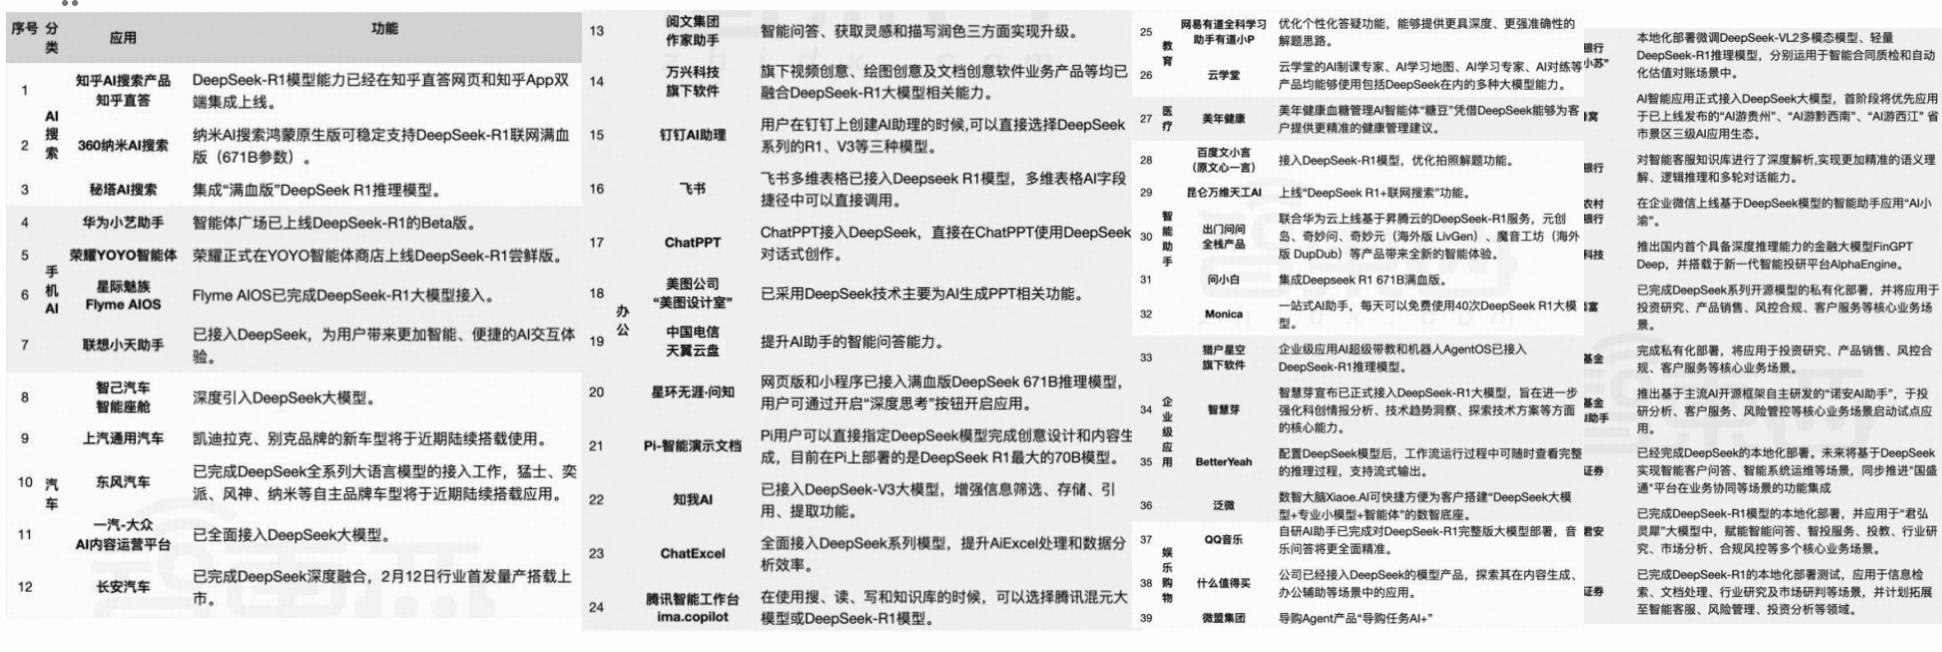 序号 分类 应用 功能
1 知乎AI搜索产品 知乎直答 DeepSeek-R1模型能力已经在知乎直答网页和知乎App双
端集成上线。
AI搜索
2 360纳米AI搜索 纳米AI搜索鸿蒙原生版可稳定支持DeepSeek-R1联网满血
版（671B参数）。
3 秘塔AI搜索 集成“满血版”DeepSeek R1推理模型。
4 华为小艺助手 智能体广场已上线DeepSeek-R1的Beta版。
5 荣耀YOYO智能体 荣耀正式在YOYO智能体商店上线DeepSeek-R1尝鲜版。
手机AI
6 星际魅族 Flyme AIOS Flyme AIOS已完成DeepSeek-R1大模型接入。
7 联想小天助手 已接入DeepSeek，为用户带来更加智能、便捷的AI交互体
验。
8 智己汽车 智能座舱 深度引入DeepSeek大模型。
9 上汽通用汽车 凯迪拉克、别克品牌的新车型将于近期陆续搭载使用。
10 汽车 东风汽车 已完成DeepSeek全系列大语言模型的接入工作，猛士、奕
派、风神、纳米等自主品牌车型将于近期陆续搭载应用。
11 一汽-大众 AI内容运营平台 已全面接入DeepSeek大模型。
12 长安汽车 已完成DeepSeek深度融合，2月12日行业首发量产搭载上
市。
13 阅文集团 作家助手 智能问答、获取灵感和描写润色三方面实现升级。
14 万兴科技 旗下软件 旗下视频创意、绘图创意及文档创意软件业务产品等均已
融合DeepSeek-R1大模型相关能力。
15 钉钉AI助理 用户在钉钉上创建AI助理的时候,可以直接选择DeepSeek
系列的R1、V3等三种模型。
16 飞书 飞书多维表格已接入Deepseek R1模型，多维表格AI字段
捷径中可以直接调用。
17 ChatPPT ChatPPT接入DeepSeek，直接在ChatPPT使用DeepSeek
对话式创作。
18 美图公司 “美图设计室” 已采用DeepSeek技术主要为AI生成PPT相关功能。
办公
19 中国电信 天翼云盘 提升AI助手的智能问答能力。
20 星环无涯·问知 网页版和小程序已接入满血版DeepSeek 671B推理模型，
用户可通过开启“深度思考”按钮开启应用。
21 Pi-智能演示文档 Pi用户可以直接指定DeepSeek模型完成创意设计和内容生
成，目前在Pi上部署的是DeepSeek R1最大的70B模型。
22 知我AI 已接入DeepSeek-V3大模型，增强信息筛选、存储、引
用、提取功能。
23 ChatExcel 全面接入DeepSeek系列模型，提升AiExcel处理和数据分
析效率。
24 腾讯智能工作台 ima.copilot 在使用搜、读、写和知识库的时候，可以选择腾讯混元大
模型或DeepSeek-R1模型。
25 网易有道全科学习 助手有道小P 优化个性化答疑功能，能够提供更具深度、更强准确性的
解题思路。
教育
26 云学堂 云学堂的AI制课专家、AI学习地图、AI学习专家、AI对练等
产品均能够使用包括DeepSeek在内的多种大模型能力。
27 医疗 美年健康 美年健康血糖管理AI智能体“糖豆”凭借DeepSeek能够为客
户提供更精准的健康管理建议。
28 百度文小言 （原文心一言） 接入DeepSeek-R1模型，优化拍照解题功能。
29 昆仑万维天工AI 上线“DeepSeek R1+联网搜索”功能。
智能助手
30 出门问问 全栈产品 联合华为云上线基于昇腾云的DeepSeek-R1服务，元创
岛、奇妙问、奇妙元（海外版 LivGen）、魔音工坊（海外
版 DupDub）等产品带来全新的智能体验。
31 问小白 集成Deepseek R1 671B满血版。
32 Monica 一站式AI助手，每天可以免费使用40次DeepSeek R1大模
型。
33 猎户星空 旗下软件 企业级应用AI超级带教和机器人AgentOS已接入
DeepSeek-R1推理模型。
34 智慧芽 智慧芽宣布已正式接入DeepSeek-R1大模型，旨在进一步
强化科创情报分析、技术趋势洞察、探索技术方案等方面
的核心能力。
企业级应用
35 BetterYeah 配置DeepSeek模型后，工作流运行过程中可随时查看完整
的推理过程，支持流式输出。
36 泛微 数智大脑Xiaoe.AI可快捷方便为客户搭建“DeepSeek大模
型+专业小模型+智能体”的数智底座。
37 QQ音乐 自研AI助手已完成对DeepSeek-R1完整版大模型部署，音
乐问答将更全面精准。
娱乐购物
38 什么值得买 公司已经接入DeepSeek的模型产品，探索其在内容生成、
办公辅助等场景中的应用。
39 微盟集团 导购Agent产品“导购任务AI+”
银行 小苏” 本地化部署微调DeepSeek-VL2多模态模型、轻量
DeepSeek-R1推理模型，分别运用于智能合同质检和自动
化估值对账场景中。
AI智能应用正式接入DeepSeek大模型，首阶段将优先应用
于已上线发布的“AI游贵州”、“AI游黔西南”、“AI游西江” 省
市景区三级AI应用生态。
银行 对智能客服知识库进行了深度解析,实现更加精准的语义理
解、逻辑推理和多轮对话能力。
农村 银行 在企业微信上线基于DeepSeek模型的智能助手应用“AI小
渝”。
科技 推出国内首个具备深度推理能力的金融大模型FinGPT
Deep，并搭载于新一代智能投研平台AlphaEngine。
富 已完成DeepSeek系列开源模型的私有化部署，并将应用于
投资研究、产品销售、风控合规、客户服务等核心业务场
景。
基金 完成私有化部署，将应用于投资研究、产品销售、风控合
规、客户服务等核心业务场景。
基金 助手 推出基于主流AI开源框架自主研发的“诺安AI助手”，于投
研分析、客户服务、风险管控等核心业务场景启动试点应
用。
证券 已经完成DeepSeek的本地化部署。未来将基于DeepSeek
实现智能客户问答、智能系统运维等场景，同步推进“国盛
通”平台在业务协同等场景的功能集成
君安 已完成DeepSeek-R1模型的本地化部署，并应用于“君弘
灵犀”大模型中，赋能智能问答、智投服务、投教、行业研
究、市场分析、合规风控等多个核心业务场景。
证券 已完成DeepSeek-R1的本地化部署测试，应用于信息检
索、文档处理、行业研究及市场研判等场景，并计划拓展
至智能客服、风险管理、投资分析等领域。